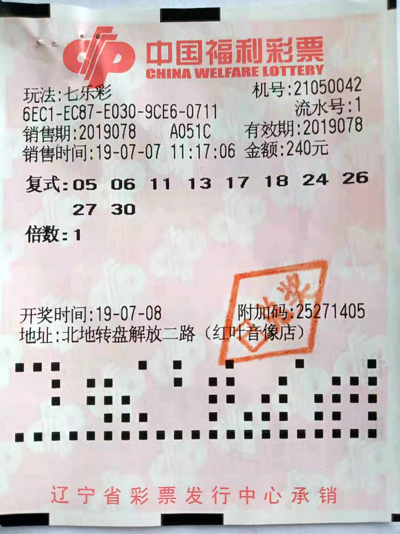 中国福利彩票
CHINA WELFARE LOTTERY
玩法:七乐彩 机号:21050042
6EC1-EC87-E030-9CE6-0711 流水号:1
销售期:2019078 A051C 有效期:2019078
销售时间:19-07-07 11:17:06 金额:240元
复式:05 06 11 13 17 18 24 26
27 30
倍数:1
已兑奖
开奖时间:19-07-08 附加码:25271405
地址:北地转盘解放二路(红叶音像店)
辽宁省彩票发行中心承销